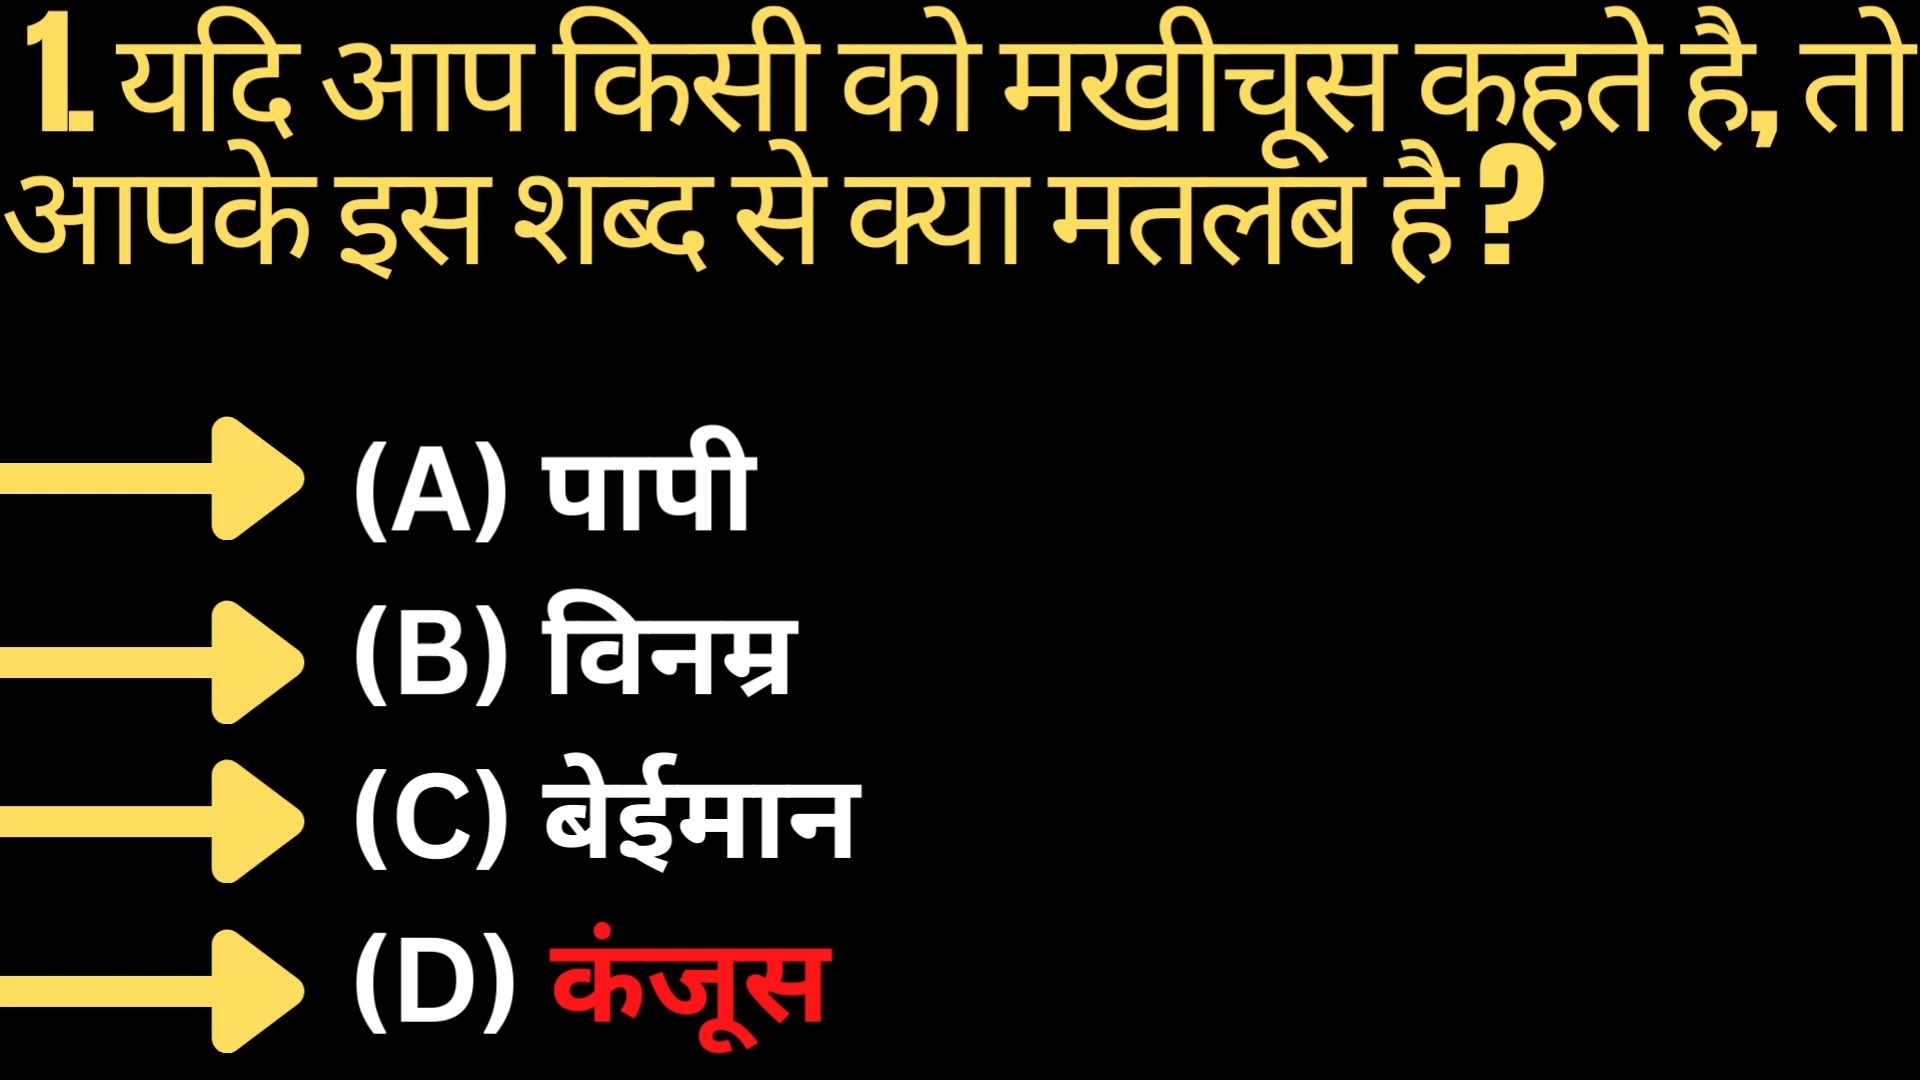 1. यदि आप किसी को मखीचूस कहते है, तो
आपके इस शब्द से क्या मतलब है ?
(A) पापी
(B) विनम्र
(C) बेईमान
(D) कंजूस